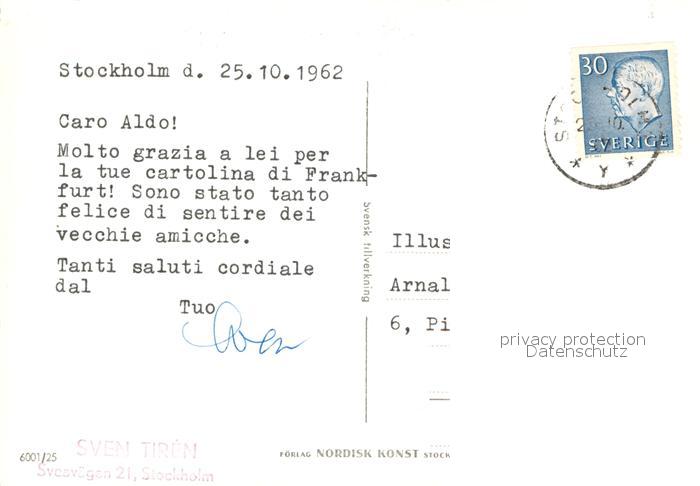 Stockholm d. 25.10.1962
Caro Aldo!
Molto grazia a lei per
la tue cartolina di Frank-
furt! Sono stato tanto
felice di sentire dei
vecchie amicche.
Tanti saluti cordiale
dal
Tuo
Sven
SVEN TIRÉN
Sveavägen 21, Stockholm
6001/25
Svensk tillverkning
FÖRLAG NORDISK KONST STOCK
30
SVERIGE
Illus
Arnal
6, Pi
privacy protection
Datenschutz